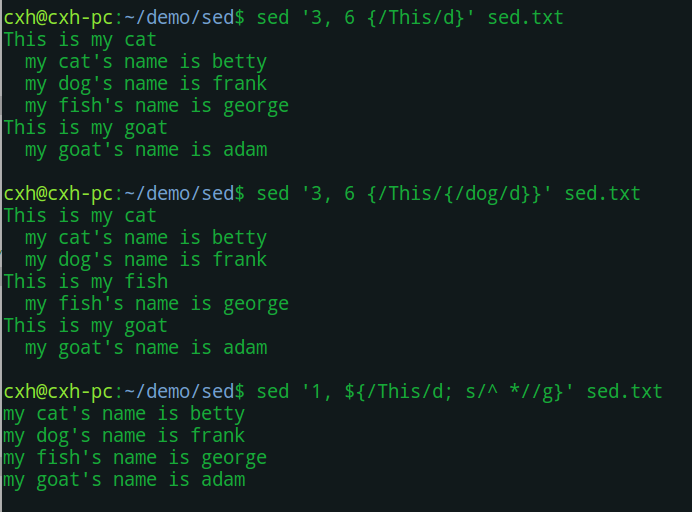 cxh@cxh-pc:~/demo/sed$ sed '3, 6 {/This/d}' sed.txt
This is my cat
  my cat's name is betty
  my dog's name is frank
  my fish's name is george
This is my goat
  my goat's name is adam
cxh@cxh-pc:~/demo/sed$ sed '3, 6 {/This/{/dog/d}}' sed.txt
This is my cat
  my cat's name is betty
  my dog's name is frank
This is my fish
  my fish's name is george
This is my goat
  my goat's name is adam
cxh@cxh-pc:~/demo/sed$ sed '1, ${/This/d; s/^ *//g}' sed.txt
my cat's name is betty
my dog's name is frank
my fish's name is george
my goat's name is adam